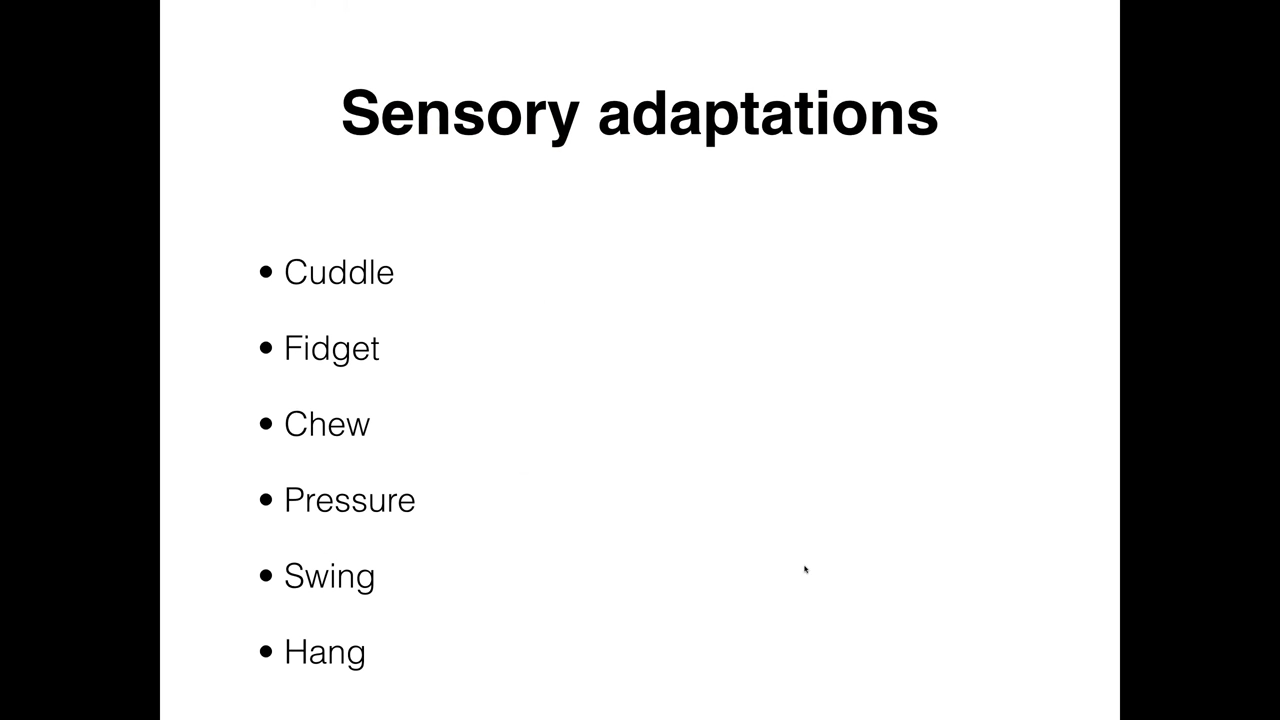 Sensory adaptations
• Cuddle
• Fidget
• Chew
• Pressure
• Swing
• Hang